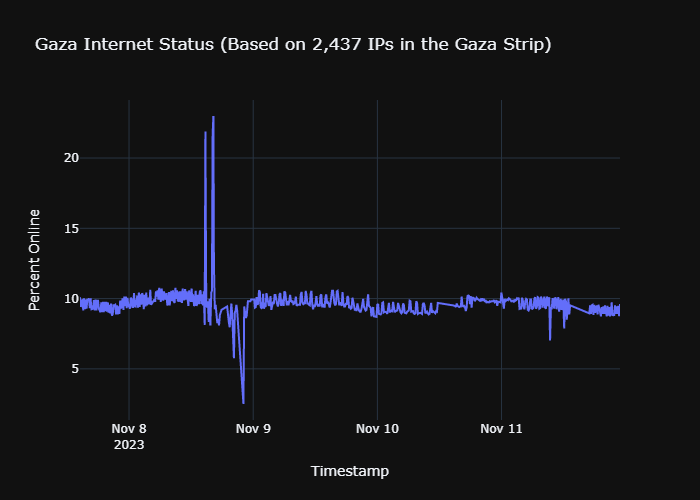 Gaza Internet Status (Based on 2,437 IPs in the Gaza Strip)
Percent Online
20
15
10
5
Nov 8
2023
Nov 9
Nov 10
Nov 11
Timestamp